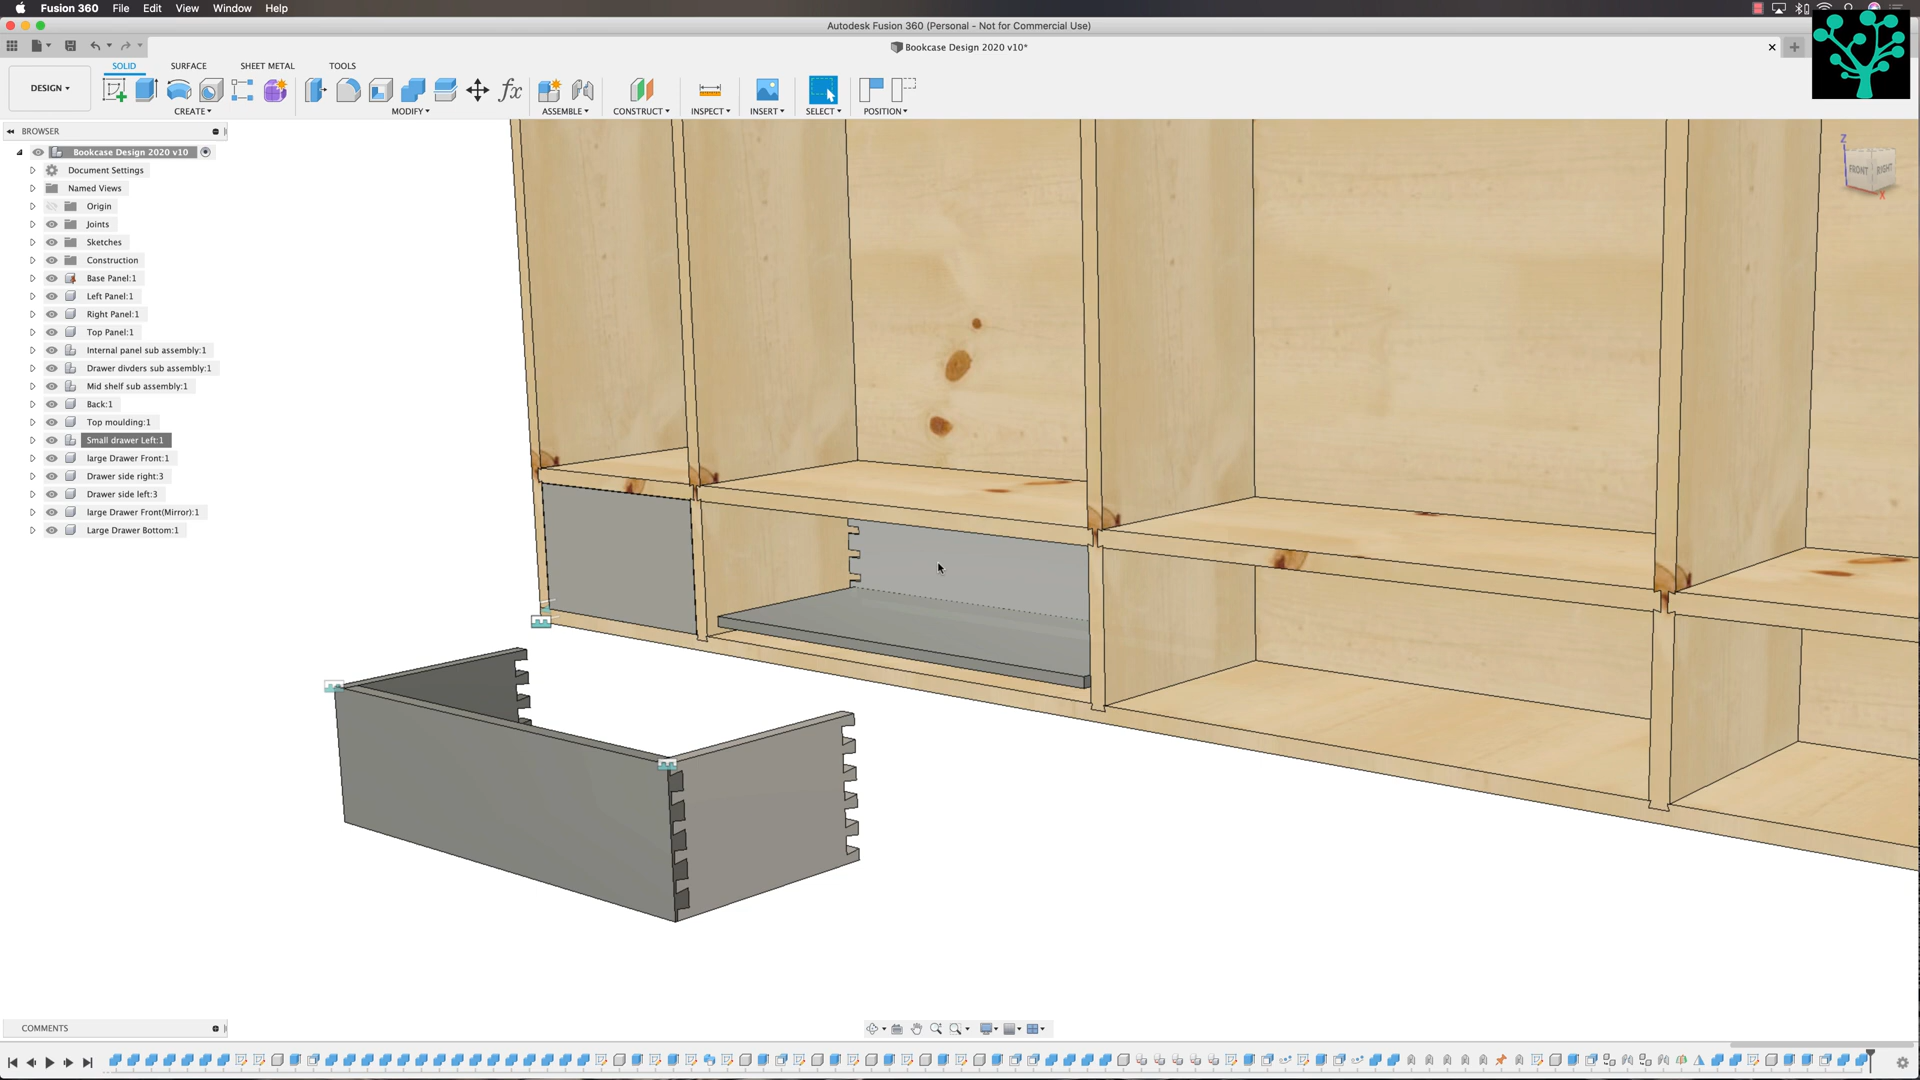 Fusion 360 File Edit View Window Help
Autodesk Fusion 360 (Personal - Not for Commercial Use)
Bookcase Design 2020 v10*
SOLID SURFACE SHEET METAL TOOLS
DESIGN
CREATE MODIFY ASSEMBLE CONSTRUCT INSPECT INSERT SELECT POSITION
BROWSER
Bookcase Design 2020 v10
Document Settings
Named Views
Origin
Joints
Sketches
Construction
Base Panel:1
Left Panel:1
Right Panel:1
Top Panel:1
Internal panel sub assembly:1
Drawer divders sub assembly:1
Mid shelf sub assembly:1
Back:1
Top moulding:1
Small drawer Left:1
large Drawer Front:1
Drawer side right:3
Drawer side left:3
large Drawer Front(Mirror):1
Large Drawer Bottom:1
Z
FRONT RIGHT
X
COMMENTS